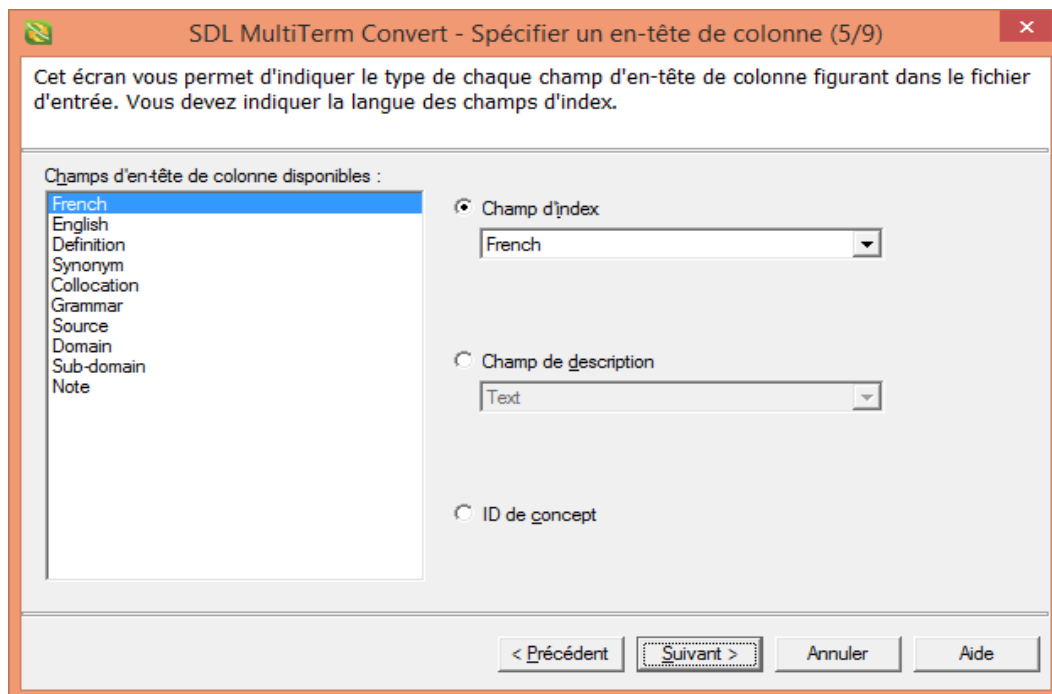 SDL MultiTerm Convert - Spécifier un en-tête de colonne (5/9)
Cet écran vous permet d'indiquer le type de chaque champ d'en-tête de colonne figurant dans le fichier
d'entrée. Vous devez indiquer la langue des champs d'index.
Champs d'en-tête de colonne disponibles :
French
English
Definition
Synonym
Collocation
Grammar
Source
Domain
Sub-domain
Note
Champ d'index
French
Champ de description
Text
ID de concept
< Précédent
Suivant >
Annuler
Aide